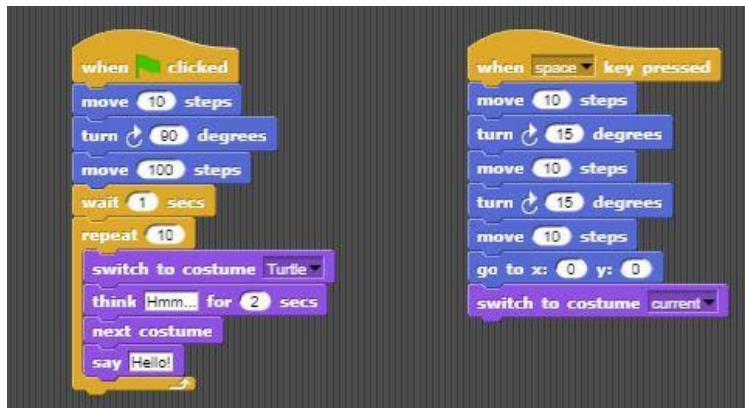 when clicked
move 10 steps
turn 90 degrees
move 100 steps
wait 1 secs
repeat 10
switch to costume Turtle
think Hmm... for 2 secs
next costume
say Hello!
when space key pressed
move 10 steps
turn 15 degrees
move 10 steps
turn 15 degrees
move 10 steps
go to x: 0 y: 0
switch to costume current